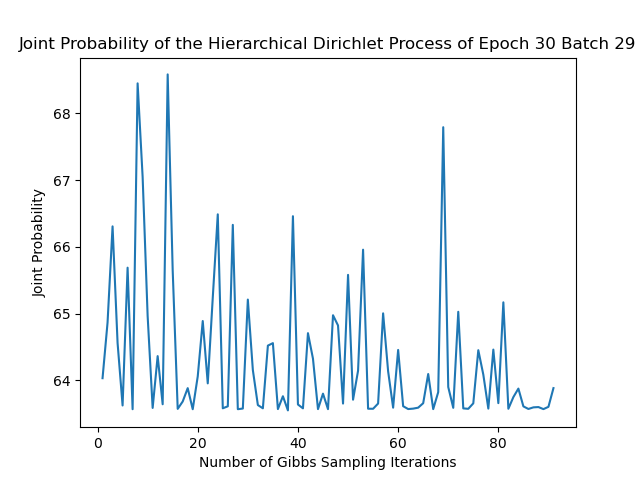 Joint Probability of the Hierarchical Dirichlet Process of Epoch 30 Batch 29
68
67
66
65
64
Joint Probability
0 20 40 60 80
Number of Gibbs Sampling Iterations